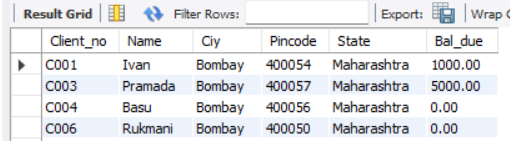 Result Grid Filter Rows: Export: Wrap C
Client_no Name Ciy Pincode State Bal_due
C001 Ivan Bombay 400054 Maharashtra 1000.00
C003 Pramada Bombay 400057 Maharashtra 5000.00
C004 Basu Bombay 400056 Maharashtra 0.00
C006 Rukmani Bombay 400050 Maharashtra 0.00